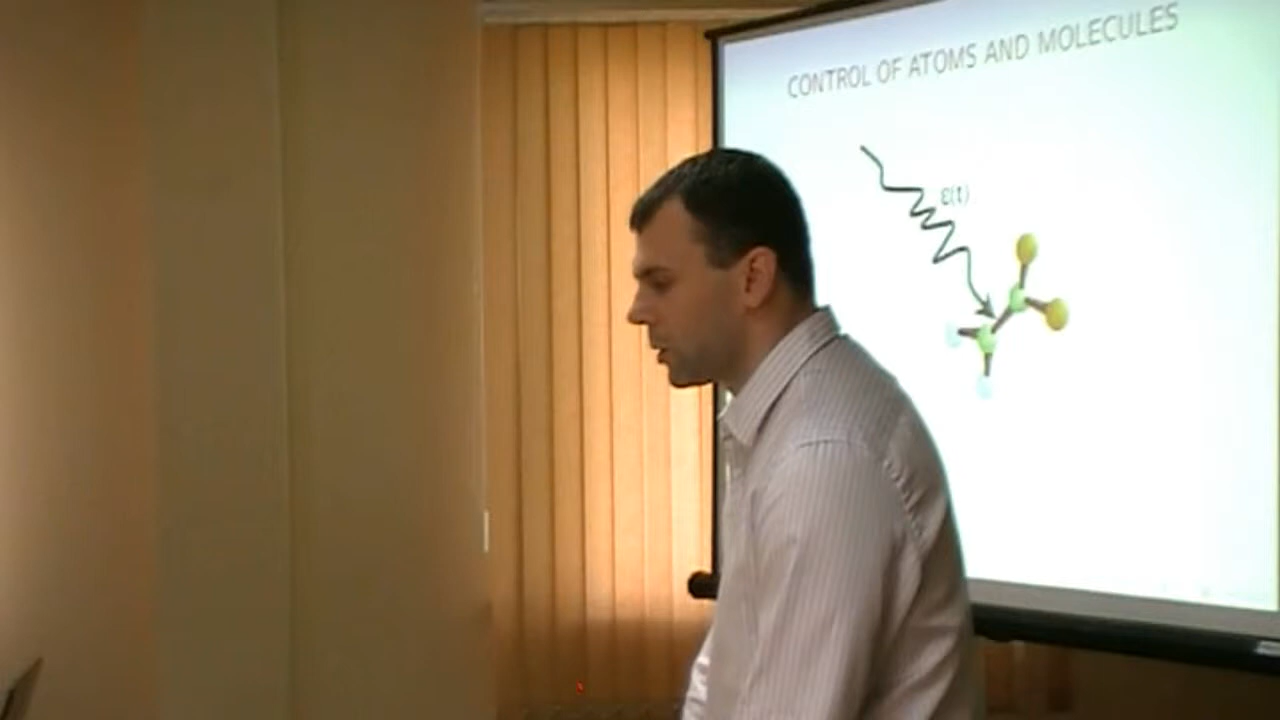 CONTROL OF ATOMS AND MOLECULES
ε(t)